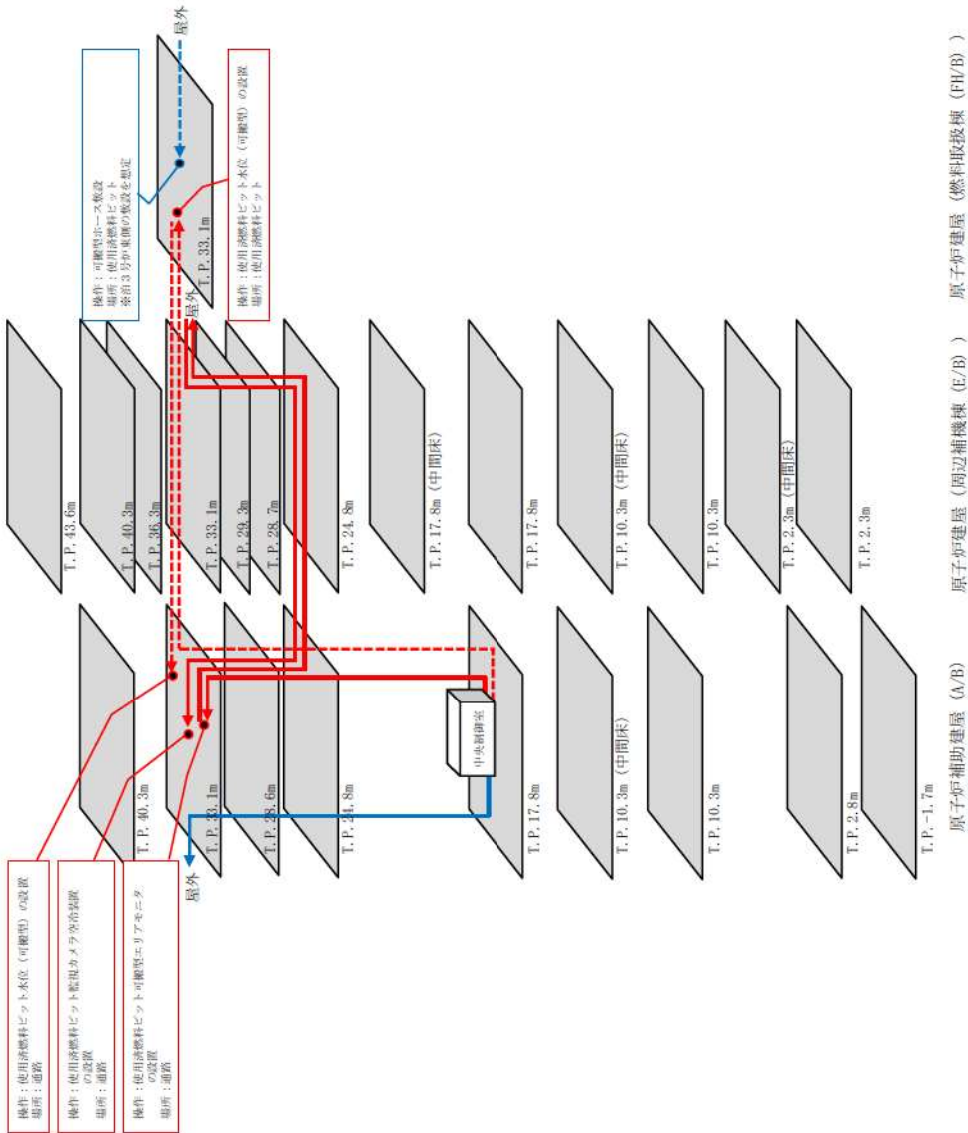 操作：使用済燃料ピット水位（可搬型）の設置
場所：通路
操作：使用済燃料ピット監視カメラ空冷装置
の設置
場所：通路
操作：使用済燃料ピット可搬型エリアモニタ
の設置
場所：通路
操作：可搬型ホース敷設
場所：使用済燃料ピット
※泊３号炉東側の敷設を想定
操作：使用済燃料ピット水位（可搬型）の設置
場所：使用済燃料ピット
屋外
屋外
屋外
中央制御室
T.P.40.3m
T.P.33.1m
T.P.28.6m
T.P.24.8m
T.P.17.8m
T.P.10.3m（中間床）
T.P.10.3m
T.P.2.8m
T.P.-1.7m
原子炉補助建屋（A/B）
T.P.43.6m
T.P.40.3m
T.P.36.3m
T.P.33.1m
T.P.29.3m
T.P.28.7m
T.P.24.8m
T.P.17.8m（中間床）
T.P.17.8m
T.P.10.3m（中間床）
T.P.10.3m
T.P.2.3m（中間床）
T.P.2.3m
原子炉建屋（周辺補機棟（E/B））
T.P.33.1m
原子炉建屋（燃料取扱棟（FH/B））